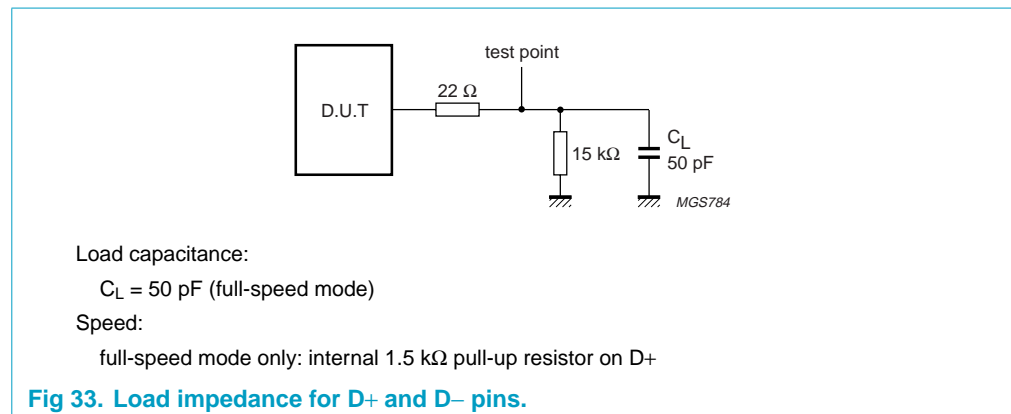 test point
22 Ω
D.U.T
15 kΩ
CL
50 pF
MGS784
Load capacitance:
CL = 50 pF (full-speed mode)
Speed:
full-speed mode only: internal 1.5 kΩ pull-up resistor on D+
Fig 33. Load impedance for D+ and D− pins.